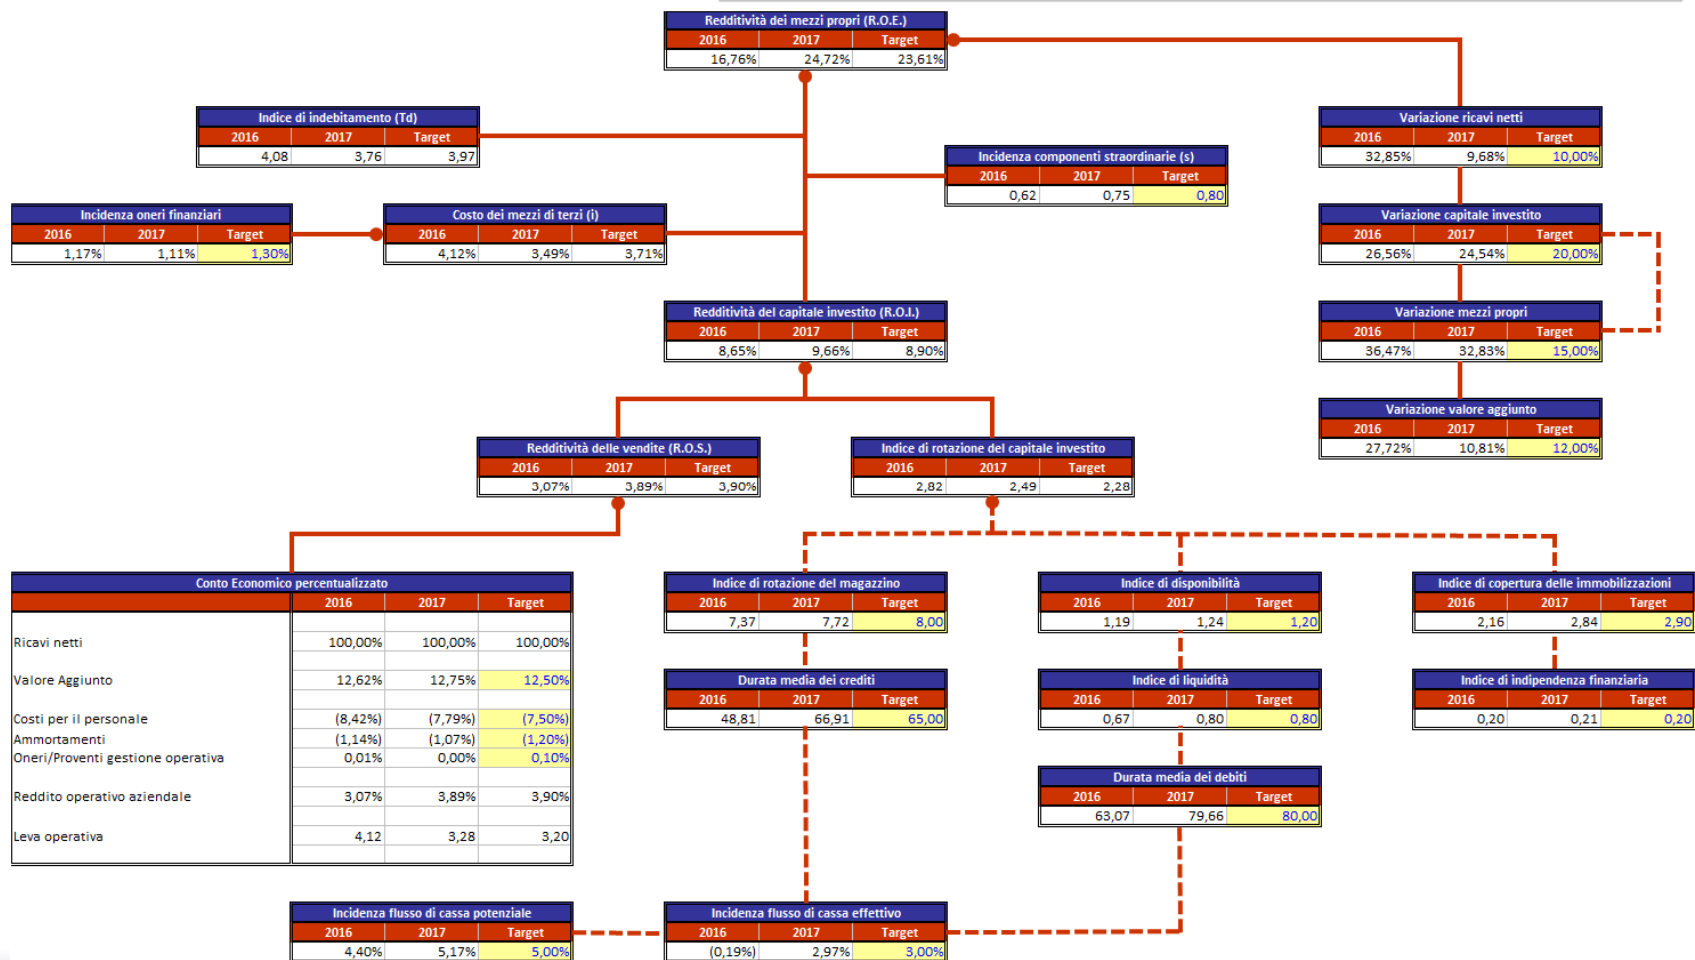 Redditività dei mezzi propri (R.O.E.)
2016 2017 Target
16,76% 24,72% 23,61%
Indice di indebitamento (Td)
2016 2017 Target
4,08 3,76 3,97
Variazione ricavi netti
2016 2017 Target
32,85% 9,68% 10,00%
Incidenza componenti straordinarie (s)
2016 2017 Target
0,62 0,75 0,80
Incidenza oneri finanziari
2016 2017 Target
1,17% 1,11% 1,30%
Costo dei mezzi di terzi (i)
2016 2017 Target
4,12% 3,49% 3,71%
Variazione capitale investito
2016 2017 Target
26,56% 24,54% 20,00%
Redditività del capitale investito (R.O.I.)
2016 2017 Target
8,65% 9,66% 8,90%
Variazione mezzi propri
2016 2017 Target
36,47% 32,83% 15,00%
Variazione valore aggiunto
2016 2017 Target
27,72% 10,81% 12,00%
Redditività delle vendite (R.O.S.)
2016 2017 Target
3,07% 3,89% 3,90%
Indice di rotazione del capitale investito
2016 2017 Target
2,82 2,49 2,28
Conto Economico percentualizzato
2016 2017 Target
Ricavi netti 100,00% 100,00% 100,00%
Valore Aggiunto 12,62% 12,75% 12,50%
Costi per il personale (8,42%) (7,79%) (7,50%)
Ammortamenti (1,14%) (1,07%) (1,20%)
Oneri/Proventi gestione operativa 0,01% 0,00% 0,10%
Reddito operativo aziendale 3,07% 3,89% 3,90%
Leva operativa 4,12 3,28 3,20
Indice di rotazione del magazzino
2016 2017 Target
7,37 7,72 8,00
Indice di disponibilità
2016 2017 Target
1,19 1,24 1,20
Indice di copertura delle immobilizzazioni
2016 2017 Target
2,16 2,84 2,90
Durata media dei crediti
2016 2017 Target
48,81 66,91 65,00
Indice di liquidità
2016 2017 Target
0,67 0,80 0,80
Indice di indipendenza finanziaria
2016 2017 Target
0,20 0,21 0,20
Durata media dei debiti
2016 2017 Target
63,07 79,66 80,00
Incidenza flusso di cassa potenziale
2016 2017 Target
4,40% 5,17% 5,00%
Incidenza flusso di cassa effettivo
2016 2017 Target
(0,19%) 2,97% 3,00%